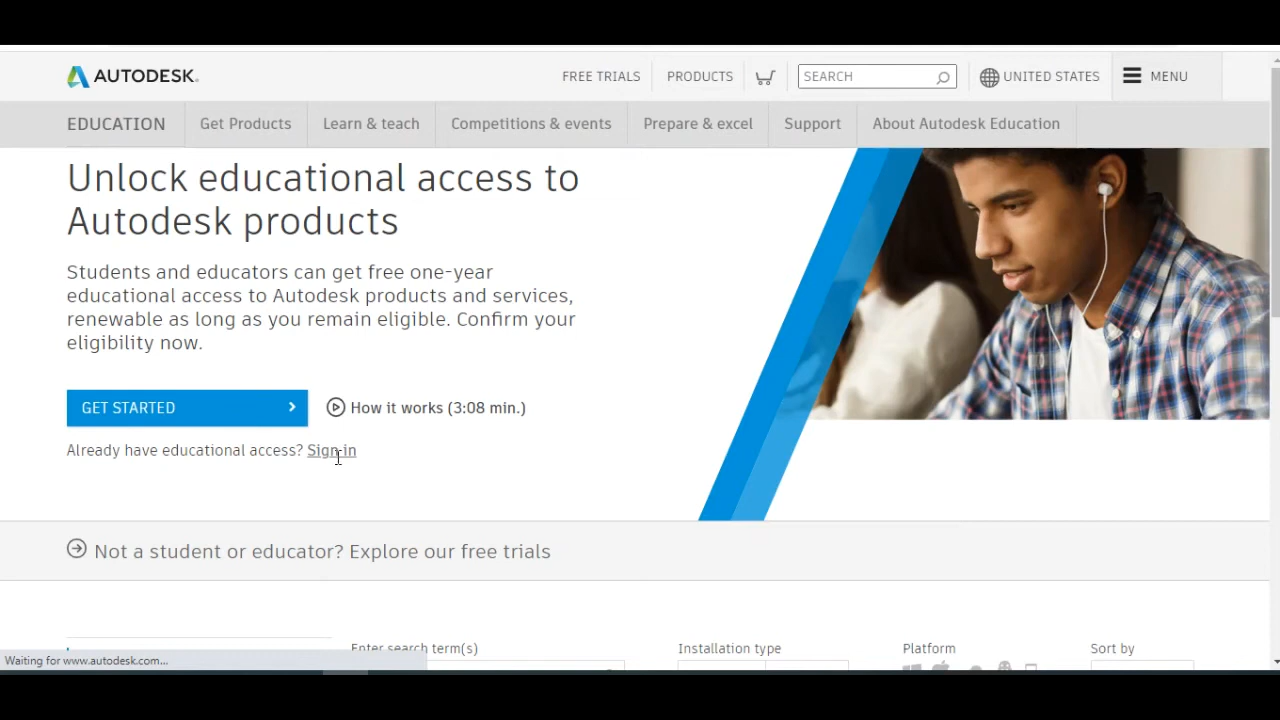 AUTODESK®
FREE TRIALS
PRODUCTS
SEARCH
UNITED STATES
MENU
EDUCATION
Get Products
Learn & teach
Competitions & events
Prepare & excel
Support
About Autodesk Education
Unlock educational access to
Autodesk products
Students and educators can get free one-year
educational access to Autodesk products and services,
renewable as long as you remain eligible. Confirm your
eligibility now.
GET STARTED
How it works (3:08 min.)
Already have educational access? Sign in
Not a student or educator? Explore our free trials
Enter search term(s)
Installation type
Platform
Sort by
Waiting for www.autodesk.com...